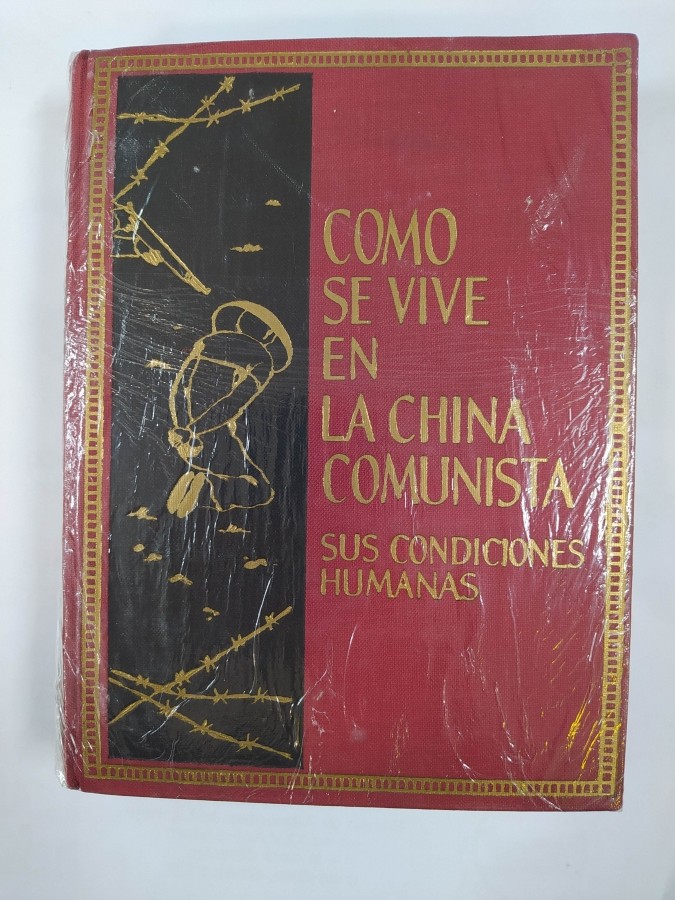 COMO
SE VIVE
EN
LA CHINA
COMUNISTA
SUS CONDICIONES
HUMANAS